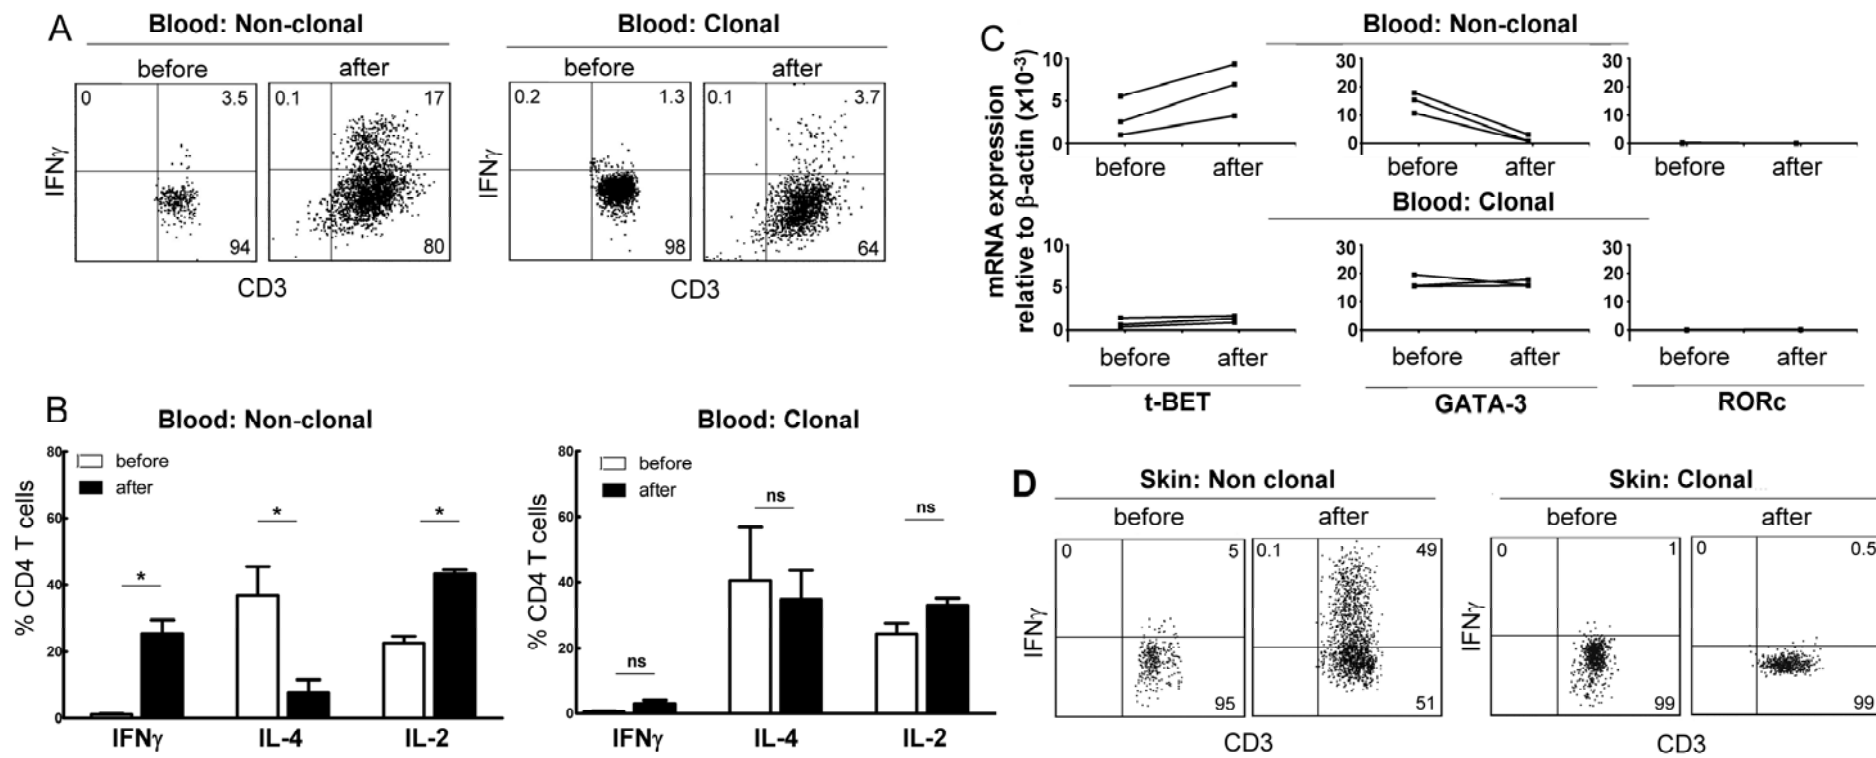 A
Blood: Non-clonal
Blood: Clonal
before
after
before
after
0
3.5
0.1
17
0.2
1.3
0.1
3.7
IFNγ
94
80
IFNγ
98
64
CD3
CD3
B
Blood: Non-clonal
Blood: Clonal
% CD4 T cells
80
60
40
20
0
before
after
*
*
*
IFNγ
IL-4
IL-2
% CD4 T cells
80
60
40
20
0
before
after
ns
ns
ns
IFNγ
IL-4
IL-2
C
Blood: Non-clonal
mRNA expression
relative to β-actin (x10⁻³)
10
5
0
before
after
30
20
10
0
before
after
30
20
10
0
before
after
Blood: Clonal
10
5
0
before
after
30
20
10
0
before
after
30
20
10
0
before
after
t-BET
GATA-3
RORc
D
Skin: Non clonal
Skin: Clonal
before
after
before
after
0
5
0.1
49
0
1
0
0.5
IFNγ
95
51
IFNγ
99
99
CD3
CD3